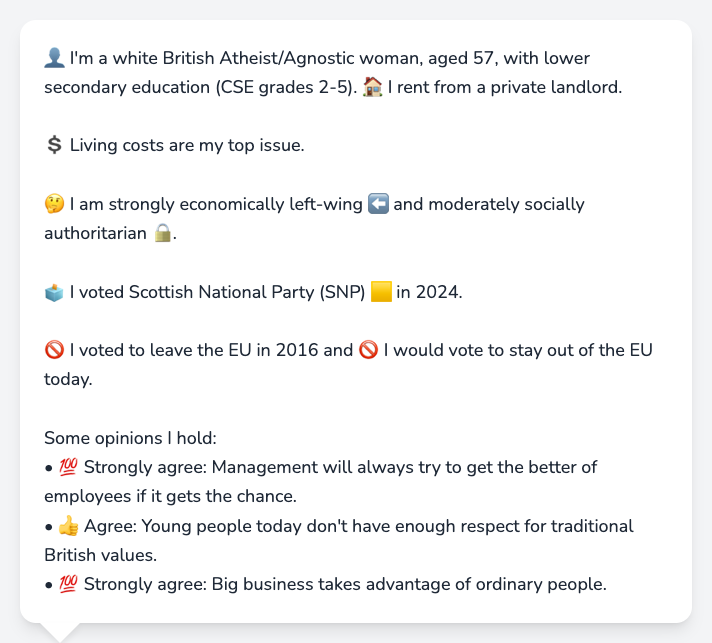 👤 I'm a white British Atheist/Agnostic woman, aged 57, with lower
secondary education (CSE grades 2-5). 🏠 I rent from a private landlord.
💲 Living costs are my top issue.
🤔 I am strongly economically left-wing ⬅️ and moderately socially
authoritarian 🔒.
🗳️ I voted Scottish National Party (SNP) 🟨 in 2024.
🚫 I voted to leave the EU in 2016 and 🚫 I would vote to stay out of the EU
today.
Some opinions I hold:
• 💯 Strongly agree: Management will always try to get the better of
employees if it gets the chance.
• 👍 Agree: Young people today don't have enough respect for traditional
British values.
• 💯 Strongly agree: Big business takes advantage of ordinary people.